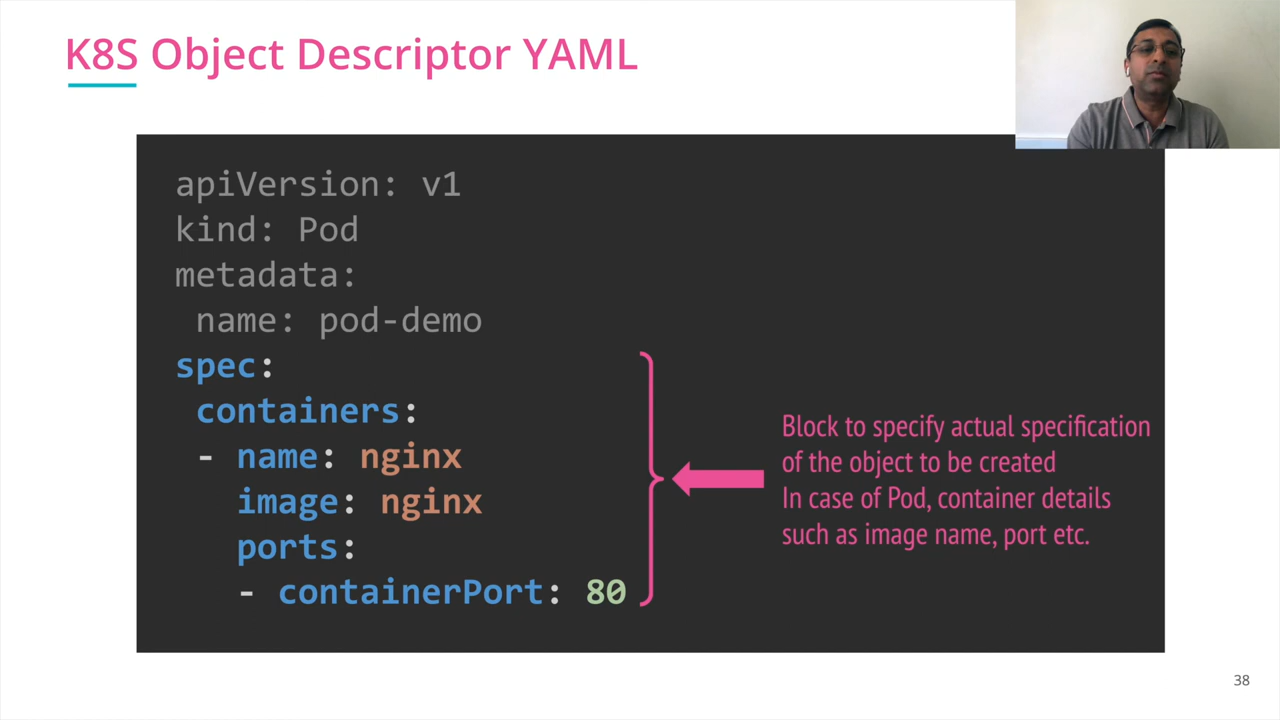 K8S Object Descriptor YAML
apiVersion: v1
kind: Pod
metadata:
 name: pod-demo
spec:
 containers:
 - name: nginx
   image: nginx
   ports:
   - containerPort: 80
Block to specify actual specification
of the object to be created
In case of Pod, container details
such as image name, port etc.
38